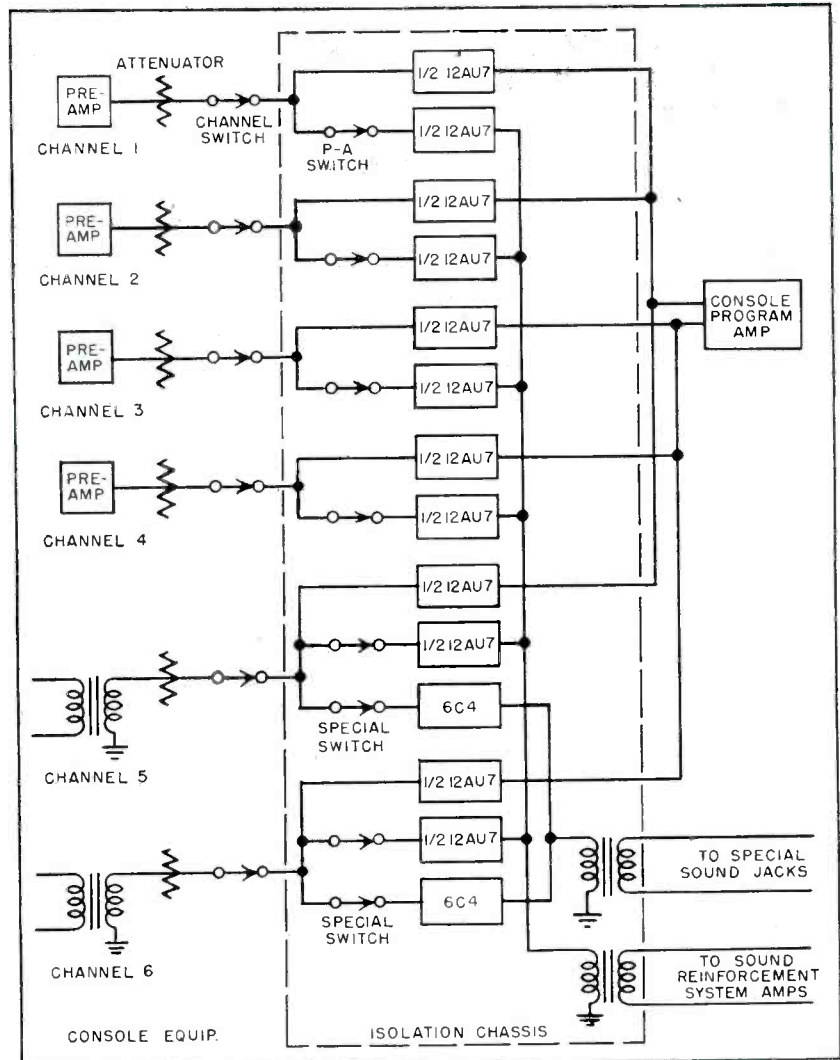 ATTENUATOR
PRE-
AMP
CHANNEL 1
CHANNEL
SWITCH
P-A
SWITCH
1/2 12AU7
1/2 12AU7
PRE-
AMP
CHANNEL 2
1/2 12AU7
1/2 12AU7
PRE-
AMP
CHANNEL 3
1/2 12AU7
1/2 12AU7
CONSOLE
PROGRAM
AMP
PRE-
AMP
CHANNEL 4
1/2 12AU7
1/2 12AU7
1/2 12AU7
1/2 12AU7
6C4
SPECIAL
SWITCH
CHANNEL 5
1/2 12AU7
1/2 12AU7
6C4
SPECIAL
SWITCH
CHANNEL 6
TO SPECIAL
SOUND JACKS
TO SOUND
REINFORCEMENT
SYSTEM AMPS
CONSOLE EQUIP.
ISOLATION CHASSIS